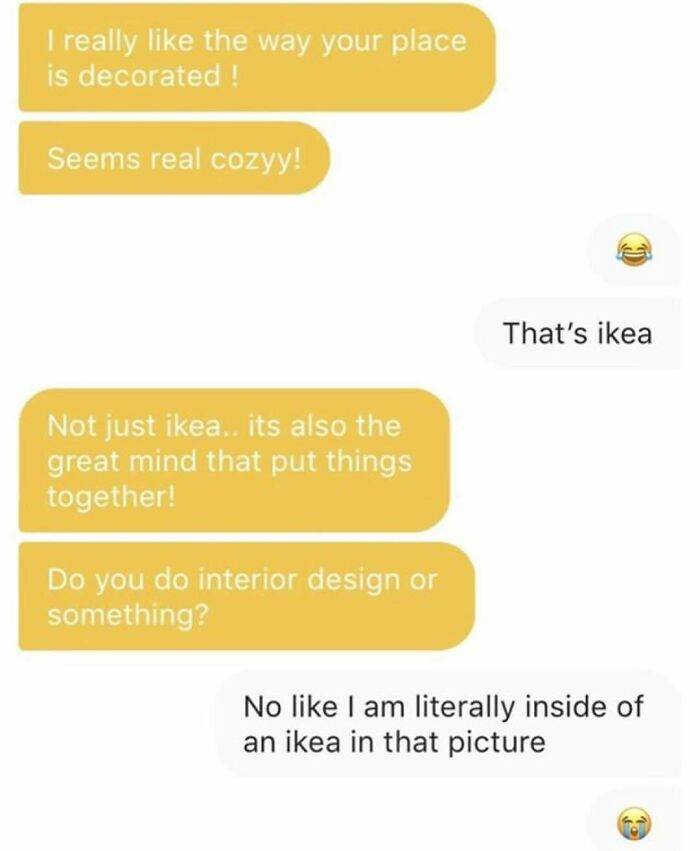 I really like the way your place
is decorated !
Seems real cozyy!
😂
That's ikea
Not just ikea.. its also the
great mind that put things
together!
Do you do interior design or
something?
No like I am literally inside of
an ikea in that picture
😭